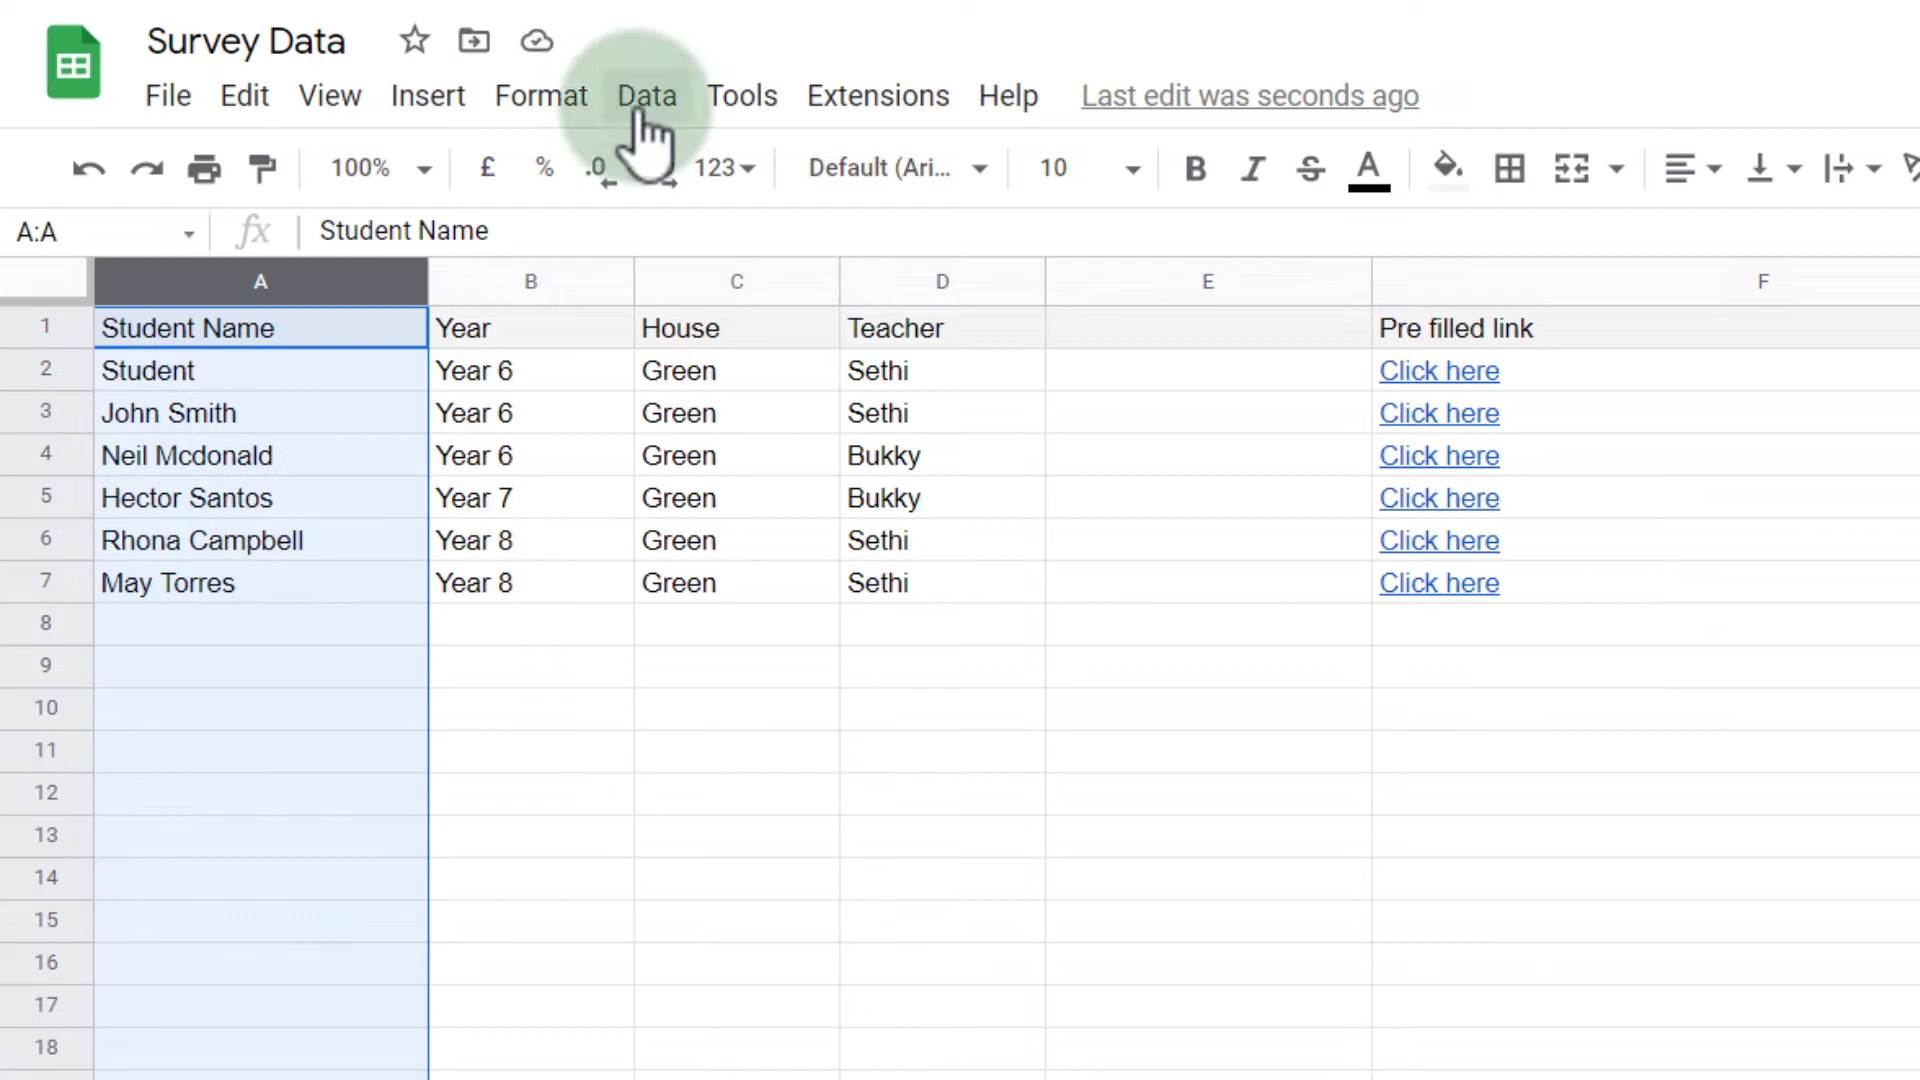 Survey Data
File Edit View Insert Format Data Tools Extensions Help Last edit was seconds ago
100% £ % .0 123 Default (Ari... 10 B I S A
A:A fx Student Name
A B C D E F
1 Student Name Year House Teacher Pre filled link
2 Student Year 6 Green Sethi Click here
3 John Smith Year 6 Green Sethi Click here
4 Neil Mcdonald Year 6 Green Bukky Click here
5 Hector Santos Year 7 Green Bukky Click here
6 Rhona Campbell Year 8 Green Sethi Click here
7 May Torres Year 8 Green Sethi Click here
8
9
10
11
12
13
14
15
16
17
18